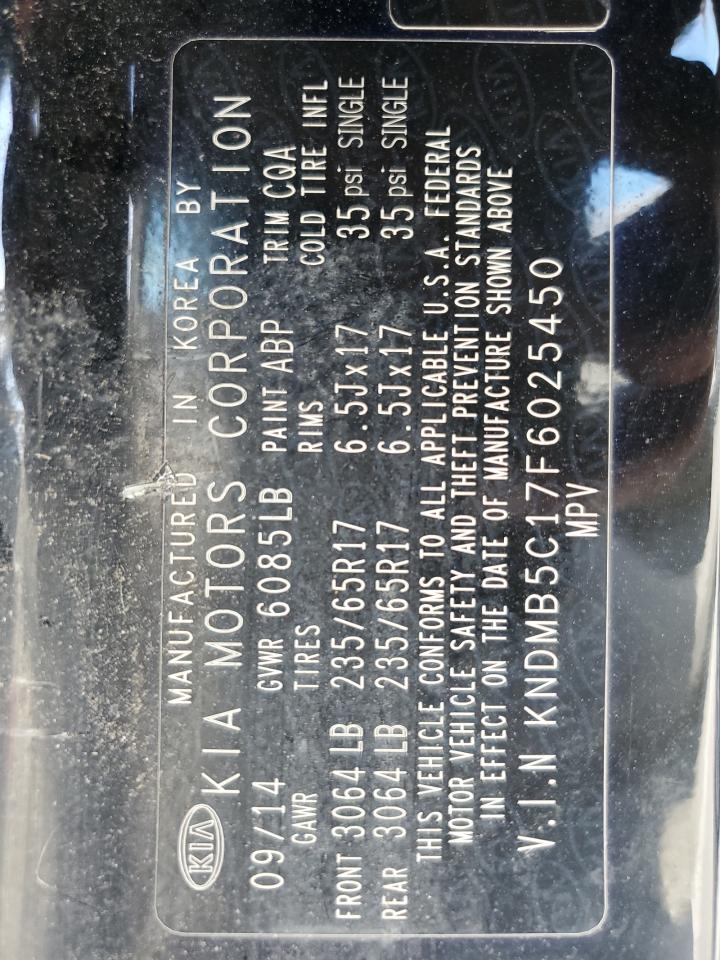 MANUFACTURED IN KOREA BY
KIA KIA MOTORS CORPORATION
09/14 GVWR 6085LB PAINT ABP TRIM CQA
GAWR TIRES RIMS COLD TIRE INFL
FRONT 3064 LB 235/65R17 6.5Jx17 35 psi SINGLE
REAR 3064 LB 235/65R17 6.5Jx17 35 psi SINGLE
THIS VEHICLE CONFORMS TO ALL APPLICABLE U.S.A. FEDERAL
MOTOR VEHICLE SAFETY AND THEFT PREVENTION STANDARDS
IN EFFECT ON THE DATE OF MANUFACTURE SHOWN ABOVE
V.I.N KNDMB5C17F6025450
MPV